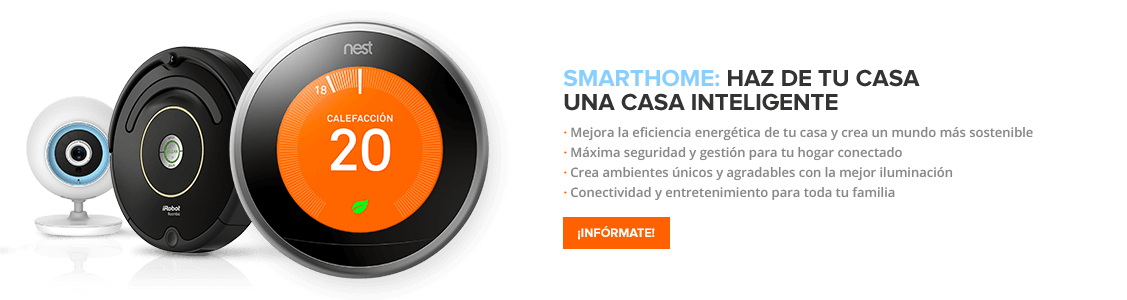 nest
18
CALEFACCIÓN
20
iRobot
Roomba
SMARTHOME: HAZ DE TU CASA
UNA CASA INTELIGENTE
· Mejora la eficiencia energética de tu casa y crea un mundo más sostenible
· Máxima seguridad y gestión para tu hogar conectado
· Crea ambientes únicos y agradables con la mejor iluminación
· Conectividad y entretenimiento para toda tu familia
¡INFÓRMATE!